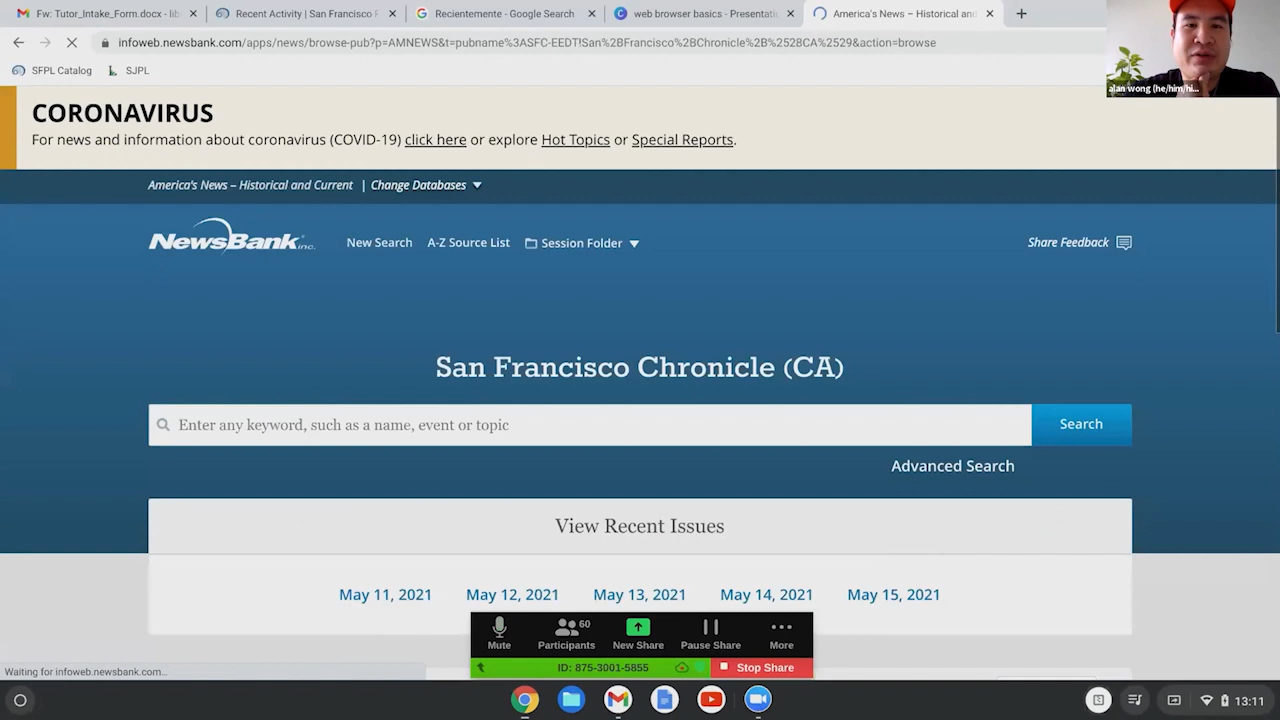 Fw: Tutor_Intake_Form.docx - lib
Recent Activity | San Francisco P
Recientemente - Google Search
web browser basics - Presentati
America's News – Historical and
infoweb.newsbank.com/apps/news/browse-pub?p=AMNEWS&t=pubname%3ASFC-EEDT!San%2BFrancisco%2BChronicle%2B%2528CA%2529&action=browse
SFPL Catalog
SJPL
alan wong (he/him/hi...
CORONAVIRUS
For news and information about coronavirus (COVID-19) click here or explore Hot Topics or Special Reports.
America's News – Historical and Current | Change Databases
NewsBank inc.
New Search
A-Z Source List
Session Folder
Share Feedback
San Francisco Chronicle (CA)
Enter any keyword, such as a name, event or topic
Search
Advanced Search
View Recent Issues
May 11, 2021
May 12, 2021
May 13, 2021
May 14, 2021
May 15, 2021
60
Mute
Participants
New Share
Pause Share
More
ID: 875-3001-5855
Stop Share
Waiting for infoweb.newsbank.com...
13:11